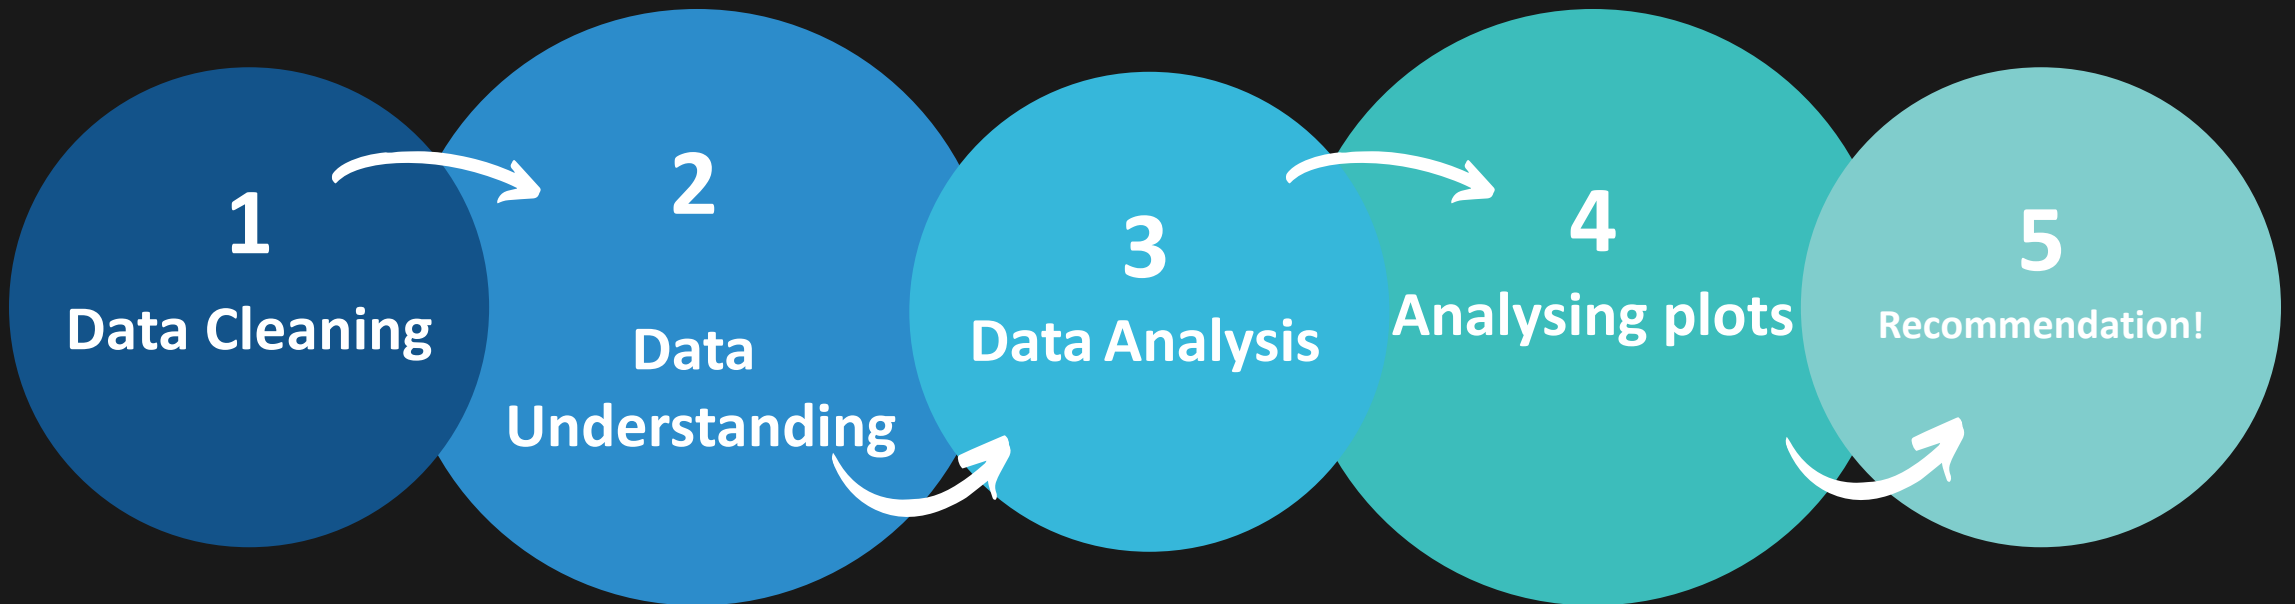 1
Data Cleaning
2
Data
Understanding
3
Data Analysis
4
Analysing plots
5
Recommendation!